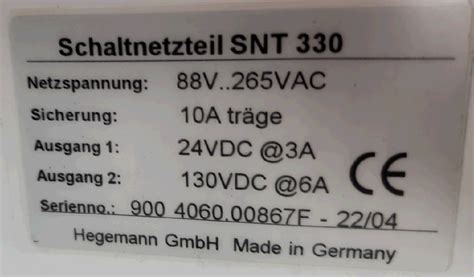 Schaltnetzteil SNT 330
Netzspannung: 88V..265VAC
Sicherung: 10A träge
Ausgang 1: 24VDC @3A
Ausgang 2: 130VDC @6A
CE
Serienno.: 900 4060.00867F - 22/04
Hegemann GmbH Made in Germany